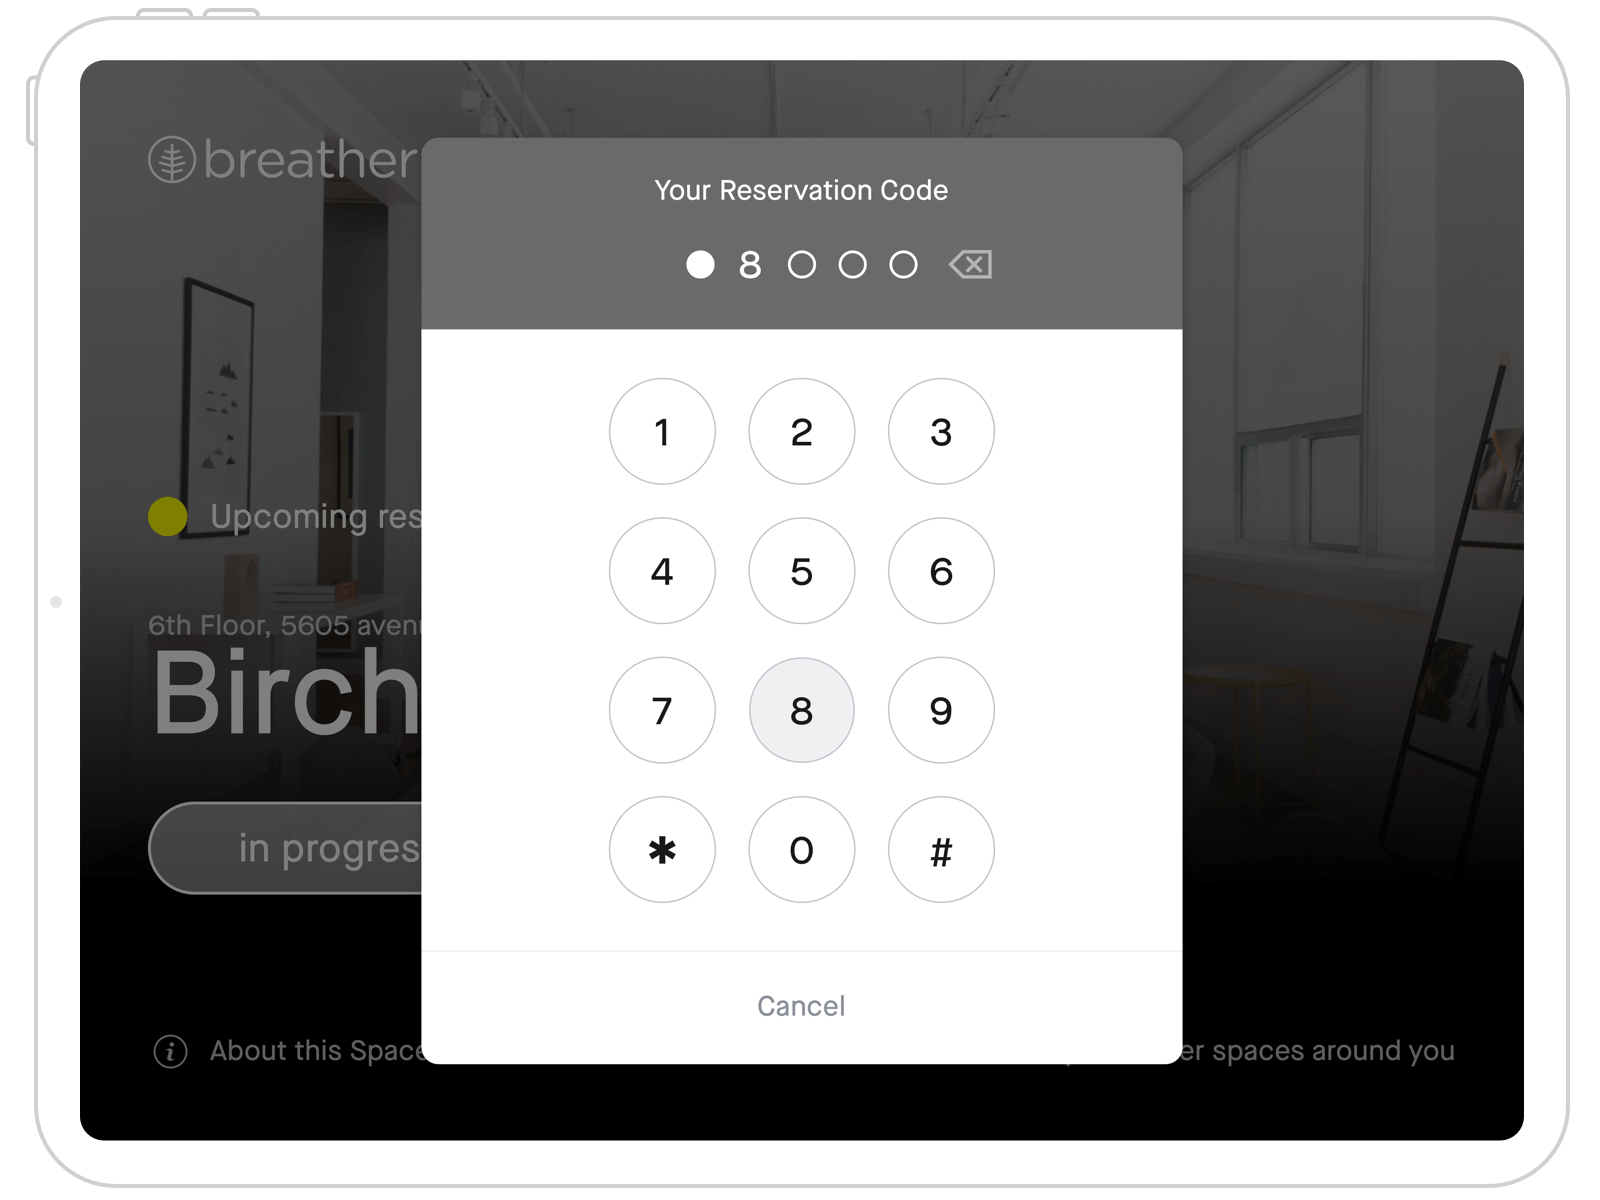 breather
Your Reservation Code
8
1 2 3
4 5 6
7 8 9
* 0 #
Cancel
Upcoming res
6th Floor, 5605 aven
Birch
in progres
About this Space
er spaces around you